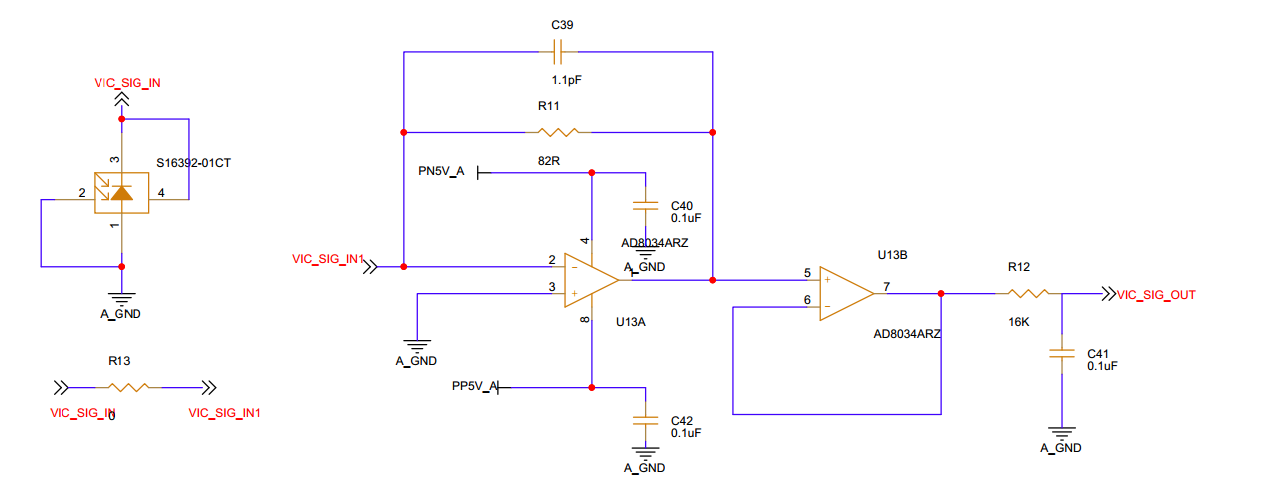 C39
1.1pF
R11
82R
VIC_SIG_IN
3
S16392-01CT
2
4
1
A_GND
PN5V_A
C40
0.1uF
4
AD8034ARZ
A_GND
VIC_SIG_IN1
2
3
8
U13A
A_GND
U13B
5
7
6
AD8034ARZ
R12
16K
VIC_SIG_OUT
C41
0.1uF
A_GND
R13
VIC_SIG_IN
0
VIC_SIG_IN1
PP5V_A
C42
0.1uF
A_GND